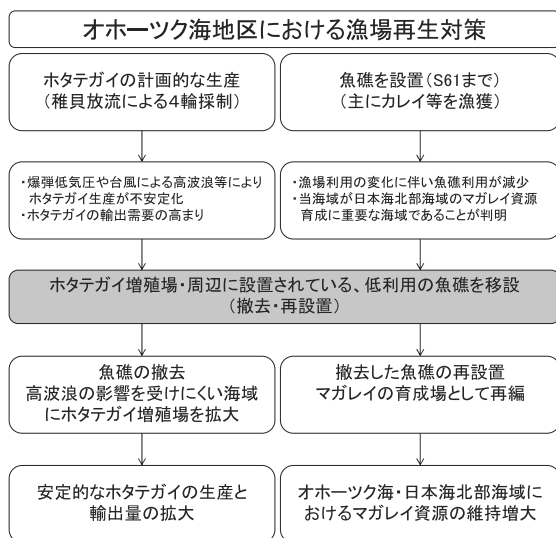 オホーツク海地区における漁場再生対策
ホタテガイの計画的な生産
（稚貝放流による４輪採制）
魚礁を設置（S61まで）
（主にカレイ等を漁獲）
・爆弾低気圧や台風による高波浪等により
ホタテガイ生産が不安定化
・ホタテガイの輸出需要の高まり
・漁場利用の変化に伴い魚礁利用が減少
・当海域が日本海北部海域のマガレイ資源
育成に重要な海域であることが判明
ホタテガイ増殖場・周辺に設置されている、低利用の魚礁を移設
（撤去・再設置）
魚礁の撤去
高波浪の影響を受けにくい海域
にホタテガイ増殖場を拡大
撤去した魚礁の再設置
マガレイの育成場として再編
安定的なホタテガイの生産と
輸出量の拡大
オホーツク海・日本海北部海域に
おけるマガレイ資源の維持増大